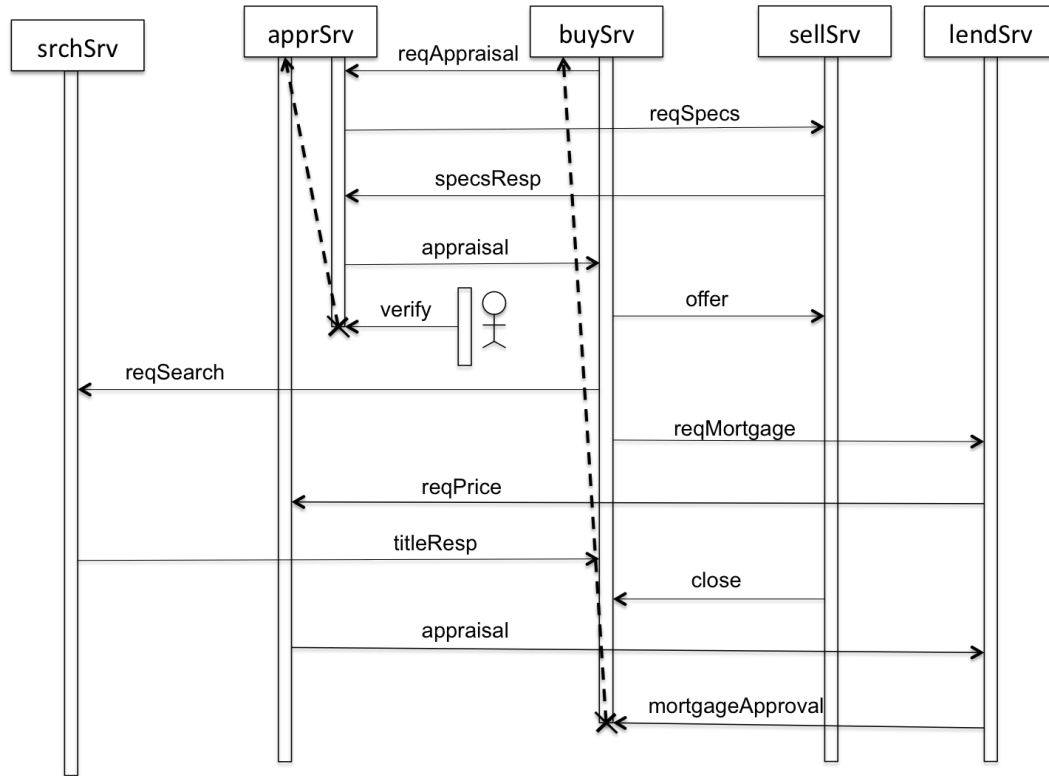 srchSrv
apprSrv
buySrv
sellSrv
lendSrv
reqAppraisal
reqSpecs
specsResp
appraisal
verify
offer
reqSearch
reqMortgage
reqPrice
titleResp
close
appraisal
mortgageApproval